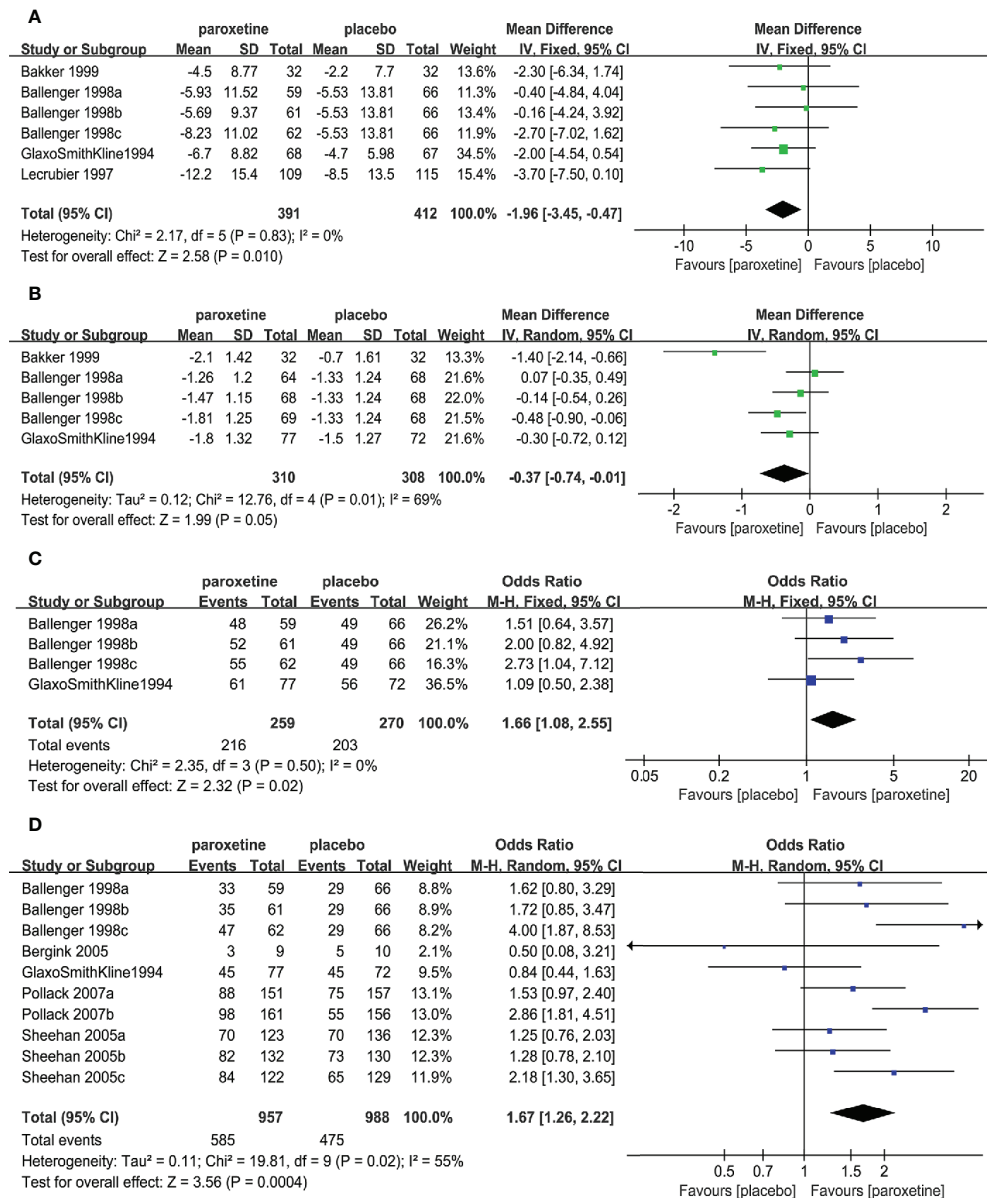 A
paroxetine placebo Mean Difference Mean Difference
Study or Subgroup Mean SD Total Mean SD Total Weight IV, Fixed, 95% CI IV, Fixed, 95% CI
Bakker 1999 -4.5 8.77 32 -2.2 7.7 32 13.6% -2.30 [-6.34, 1.74]
Ballenger 1998a -5.93 11.52 59 -5.53 13.81 66 11.3% -0.40 [-4.84, 4.04]
Ballenger 1998b -5.69 9.37 61 -5.53 13.81 66 13.4% -0.16 [-4.24, 3.92]
Ballenger 1998c -8.23 11.02 62 -5.53 13.81 66 11.9% -2.70 [-7.02, 1.62]
GlaxoSmithKline1994 -6.7 8.82 68 -4.7 5.98 67 34.5% -2.00 [-4.54, 0.54]
Lecrubier 1997 -12.2 15.4 109 -8.5 13.5 115 15.4% -3.70 [-7.50, 0.10]
Total (95% CI) 391 412 100.0% -1.96 [-3.45, -0.47]
Heterogeneity: Chi² = 2.17, df = 5 (P = 0.83); I² = 0%
Test for overall effect: Z = 2.58 (P = 0.010)
-10 -5 0 5 10
Favours [paroxetine] Favours [placebo]
B
paroxetine placebo Mean Difference Mean Difference
Study or Subgroup Mean SD Total Mean SD Total Weight IV, Random, 95% CI IV, Random, 95% CI
Bakker 1999 -2.1 1.42 32 -0.7 1.61 32 13.3% -1.40 [-2.14, -0.66]
Ballenger 1998a -1.26 1.2 64 -1.33 1.24 68 21.6% 0.07 [-0.35, 0.49]
Ballenger 1998b -1.47 1.15 68 -1.33 1.24 68 22.0% -0.14 [-0.54, 0.26]
Ballenger 1998c -1.81 1.25 69 -1.33 1.24 68 21.5% -0.48 [-0.90, -0.06]
GlaxoSmithKline1994 -1.8 1.32 77 -1.5 1.27 72 21.6% -0.30 [-0.72, 0.12]
Total (95% CI) 310 308 100.0% -0.37 [-0.74, -0.01]
Heterogeneity: Tau² = 0.12; Chi² = 12.76, df = 4 (P = 0.01); I² = 69%
Test for overall effect: Z = 1.99 (P = 0.05)
-2 -1 0 1 2
Favours [paroxetine] Favours [placebo]
C
paroxetine placebo Odds Ratio Odds Ratio
Study or Subgroup Events Total Events Total Weight M-H, Fixed, 95% CI M-H, Fixed, 95% CI
Ballenger 1998a 48 59 49 66 26.2% 1.51 [0.64, 3.57]
Ballenger 1998b 52 61 49 66 21.1% 2.00 [0.82, 4.92]
Ballenger 1998c 55 62 49 66 16.3% 2.73 [1.04, 7.12]
GlaxoSmithKline1994 61 77 56 72 36.5% 1.09 [0.50, 2.38]
Total (95% CI) 259 270 100.0% 1.66 [1.08, 2.55]
Total events 216 203
Heterogeneity: Chi² = 2.35, df = 3 (P = 0.50); I² = 0%
Test for overall effect: Z = 2.32 (P = 0.02)
0.05 0.2 1 5 20
Favours [placebo] Favours [paroxetine]
D
paroxetine placebo Odds Ratio Odds Ratio
Study or Subgroup Events Total Events Total Weight M-H, Random, 95% CI M-H, Random, 95% CI
Ballenger 1998a 33 59 29 66 8.8% 1.62 [0.80, 3.29]
Ballenger 1998b 35 61 29 66 8.9% 1.72 [0.85, 3.47]
Ballenger 1998c 47 62 29 66 8.2% 4.00 [1.87, 8.53]
Bergink 2005 3 9 5 10 2.1% 0.50 [0.08, 3.21]
GlaxoSmithKline1994 45 77 45 72 9.5% 0.84 [0.44, 1.63]
Pollack 2007a 88 151 75 157 13.1% 1.53 [0.97, 2.40]
Pollack 2007b 98 161 55 156 13.0% 2.86 [1.81, 4.51]
Sheehan 2005a 70 123 70 136 12.3% 1.25 [0.76, 2.03]
Sheehan 2005b 82 132 73 130 12.3% 1.28 [0.78, 2.10]
Sheehan 2005c 84 122 65 129 11.9% 2.18 [1.30, 3.65]
Total (95% CI) 957 988 100.0% 1.67 [1.26, 2.22]
Total events 585 475
Heterogeneity: Tau² = 0.11; Chi² = 19.81, df = 9 (P = 0.02); I² = 55%
Test for overall effect: Z = 3.56 (P = 0.0004)
0.5 0.7 1 1.5 2
Favours [placebo] Favours [paroxetine]